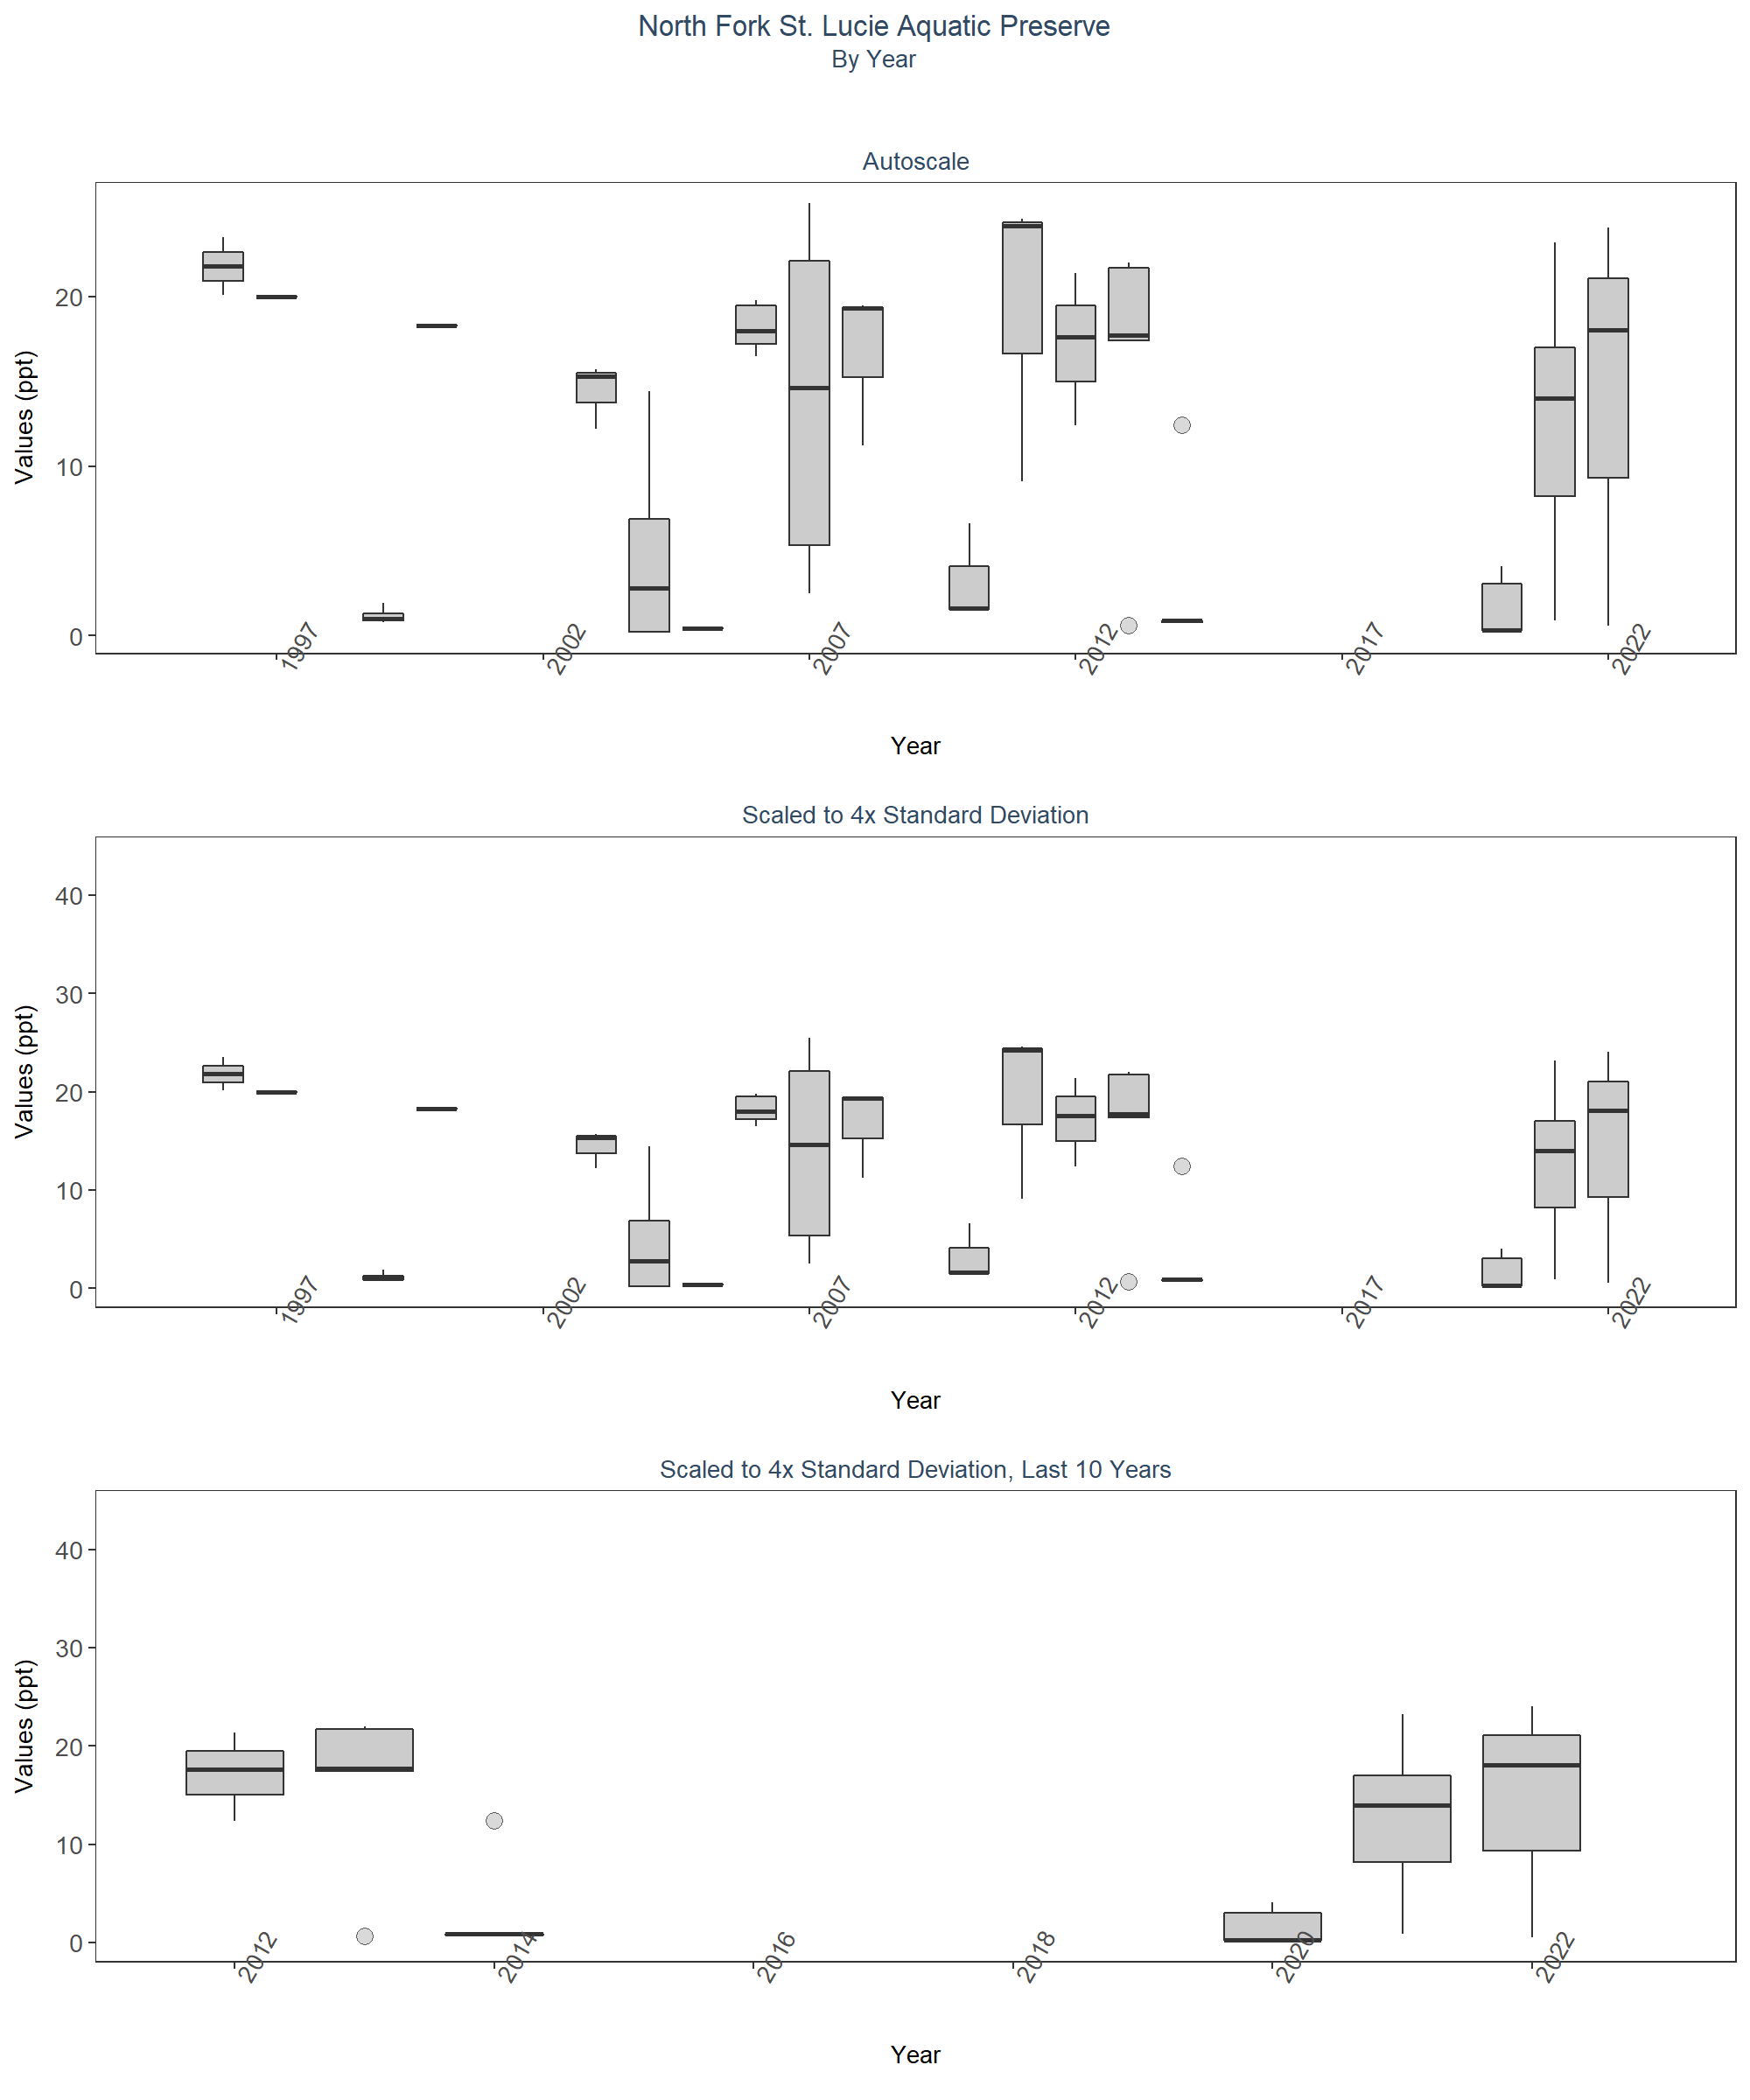 North Fork St. Lucie Aquatic Preserve
By Year
Autoscale
Values (ppt)
20
10
0
1997 2002 2007 2012 2017 2022
Year
Scaled to 4x Standard Deviation
Values (ppt)
40
30
20
10
0
1997 2002 2007 2012 2017 2022
Year
Scaled to 4x Standard Deviation, Last 10 Years
Values (ppt)
40
30
20
10
0
2012 2014 2016 2018 2020 2022
Year